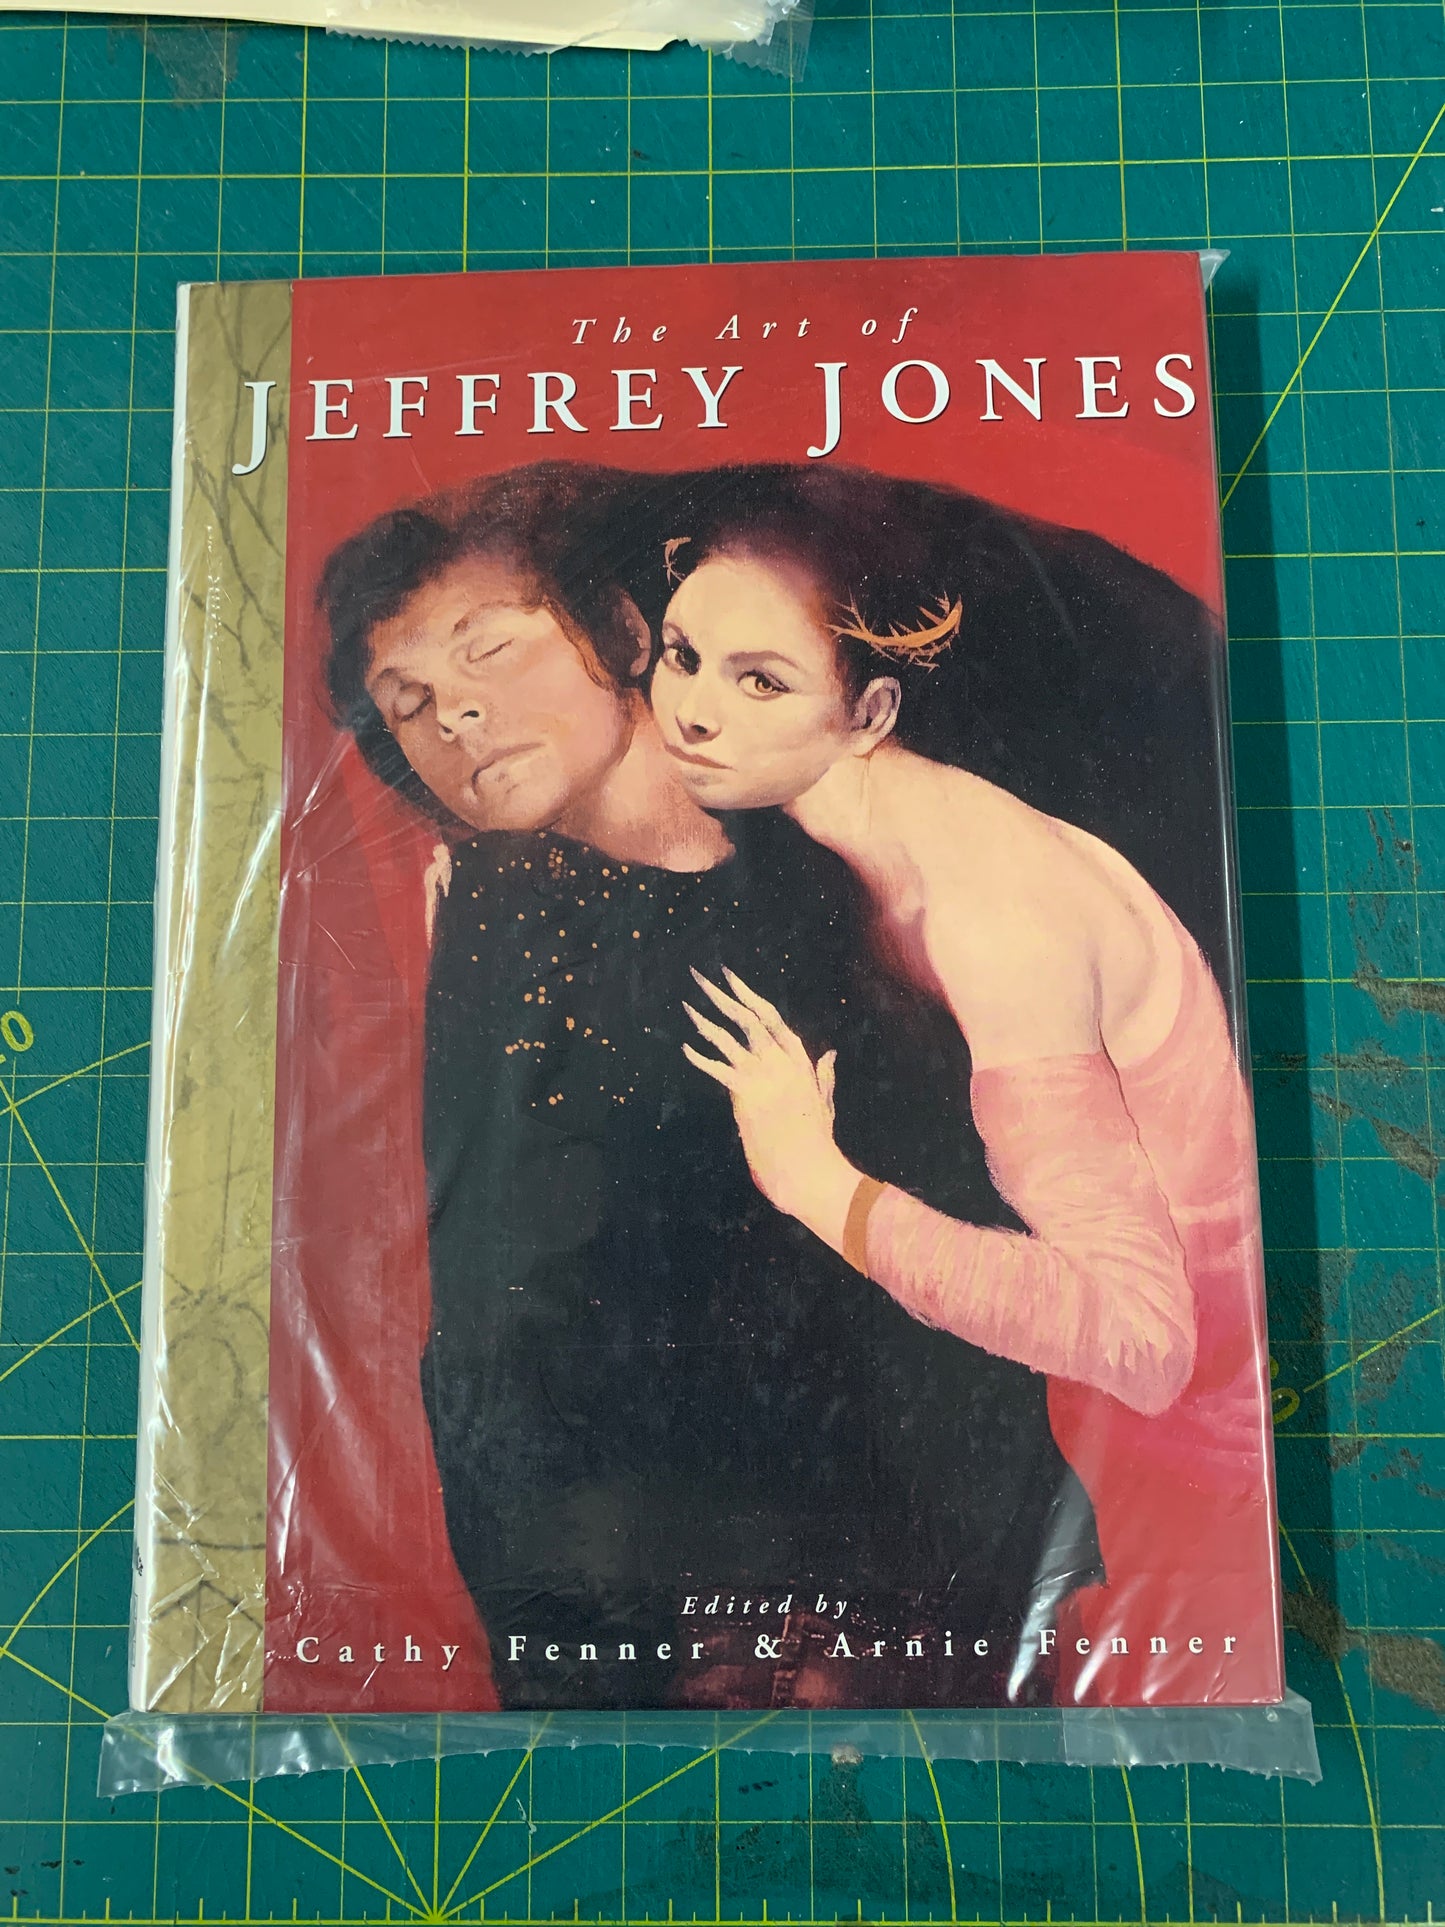 The Art of
JEFFREY JONES
Edited by
Cathy Fenner & Arnie Fenner